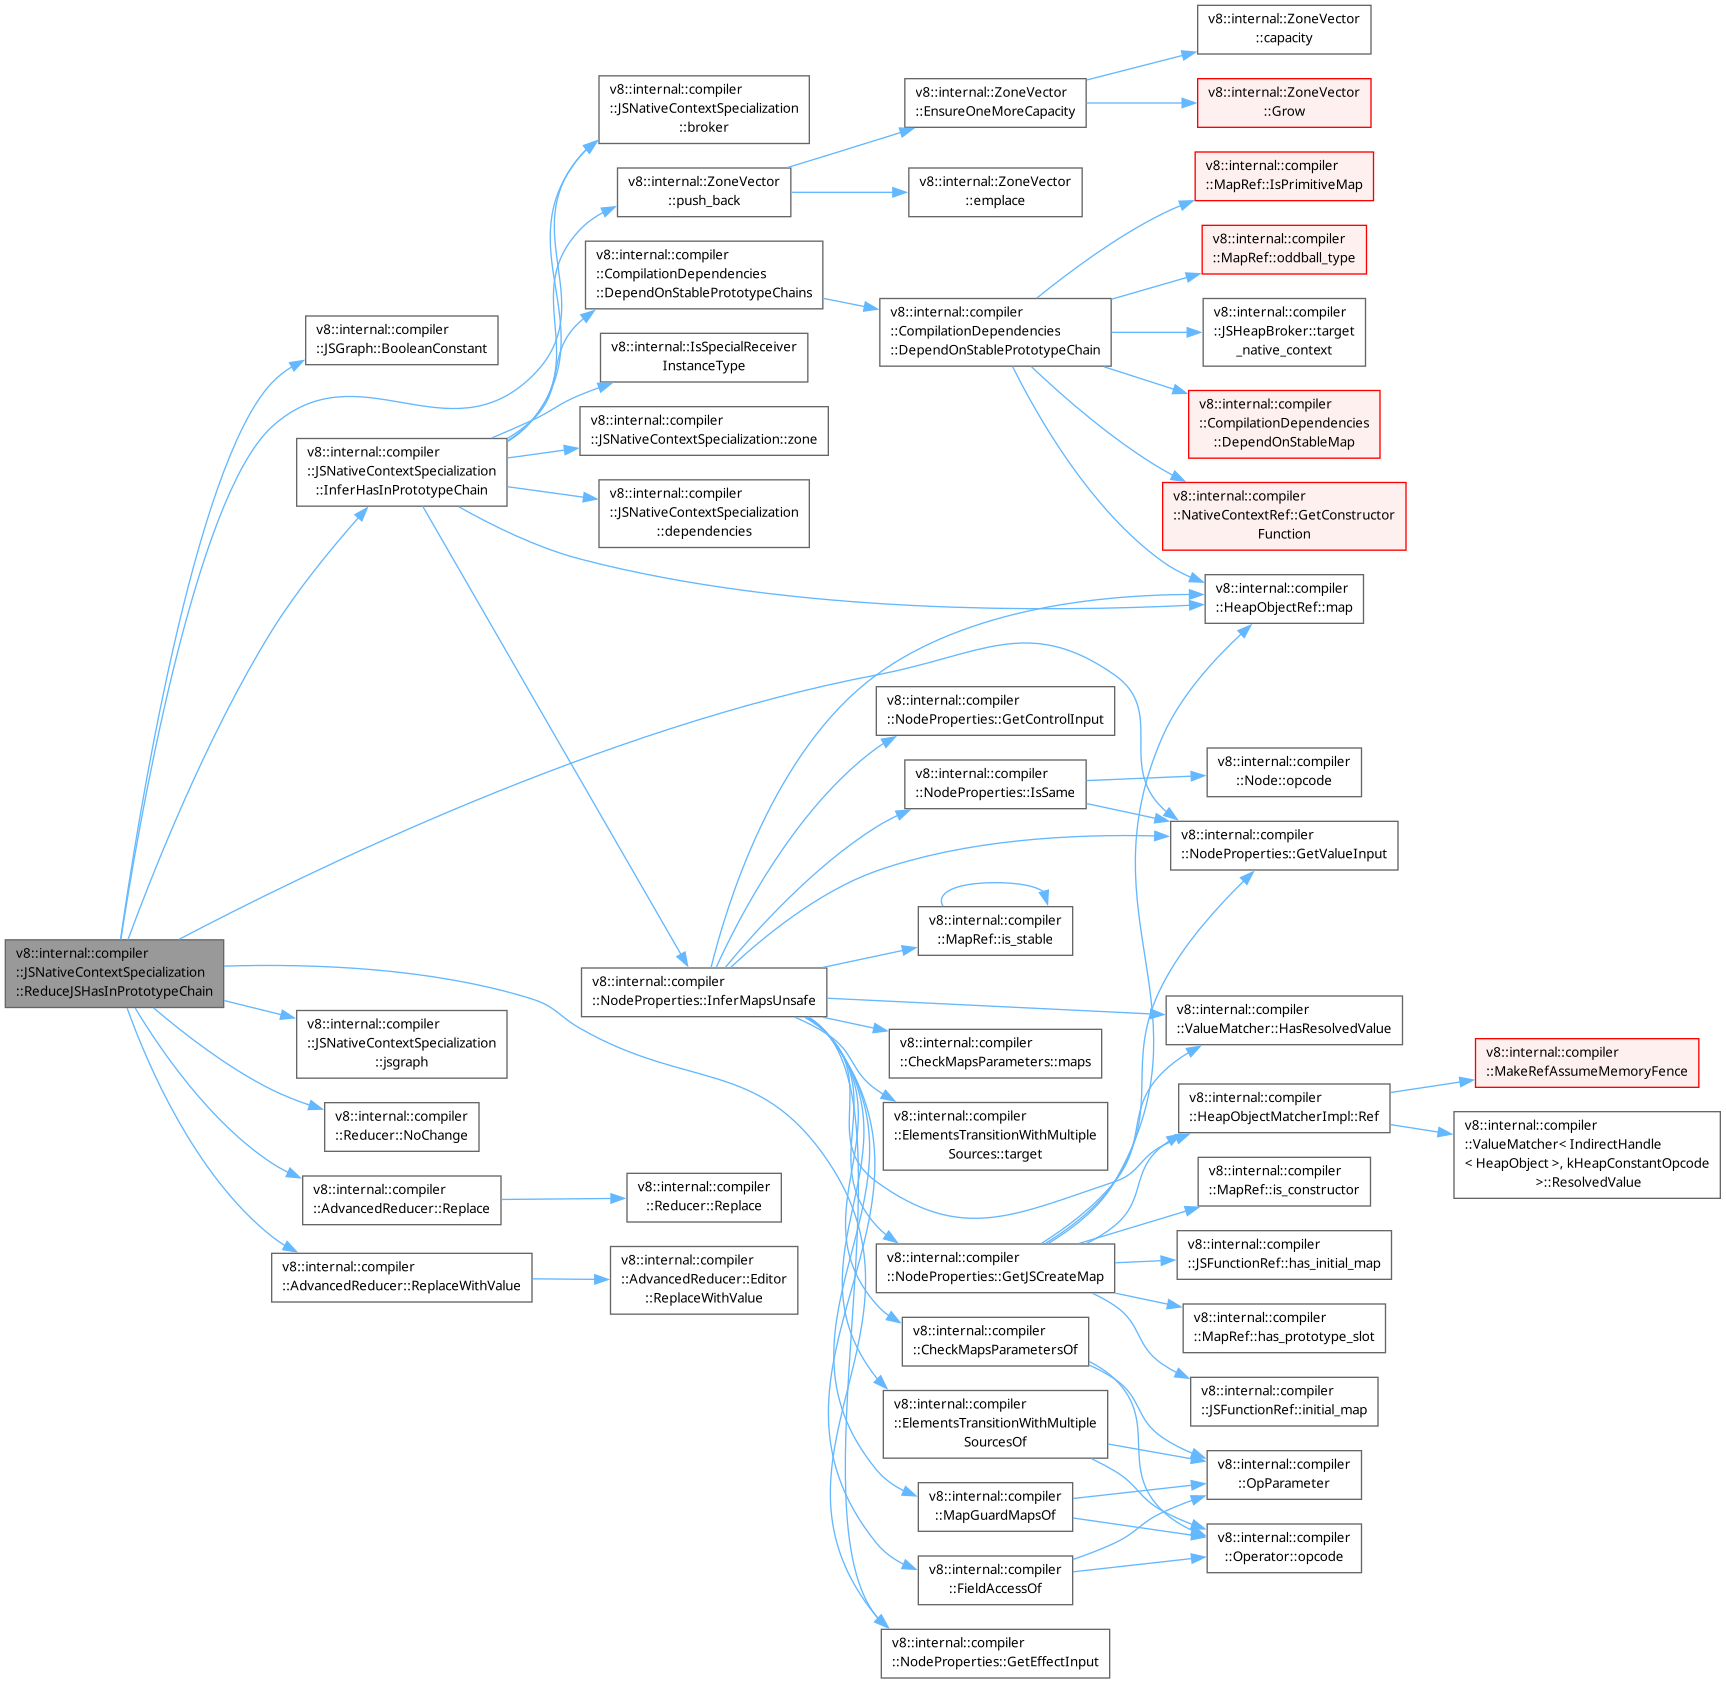 v8::internal::compiler
::JSNativeContextSpecialization
::ReduceJSHasInPrototypeChain
v8::internal::compiler
::JSGraph::BooleanConstant
v8::internal::compiler
::JSNativeContextSpecialization
::InferHasInPrototypeChain
v8::internal::compiler
::JSNativeContextSpecialization
::jsgraph
v8::internal::compiler
::Reducer::NoChange
v8::internal::compiler
::AdvancedReducer::Replace
v8::internal::compiler
::AdvancedReducer::ReplaceWithValue
v8::internal::compiler
::JSNativeContextSpecialization
::broker
v8::internal::ZoneVector
::push_back
v8::internal::compiler
::CompilationDependencies
::DependOnStablePrototypeChains
v8::internal::IsSpecialReceiver
InstanceType
v8::internal::compiler
::JSNativeContextSpecialization::zone
v8::internal::compiler
::JSNativeContextSpecialization
::dependencies
v8::internal::compiler
::NodeProperties::InferMapsUnsafe
v8::internal::compiler
::Reducer::Replace
v8::internal::compiler
::AdvancedReducer::Editor
::ReplaceWithValue
v8::internal::ZoneVector
::EnsureOneMoreCapacity
v8::internal::ZoneVector
::emplace
v8::internal::compiler
::CompilationDependencies
::DependOnStablePrototypeChain
v8::internal::compiler
::NodeProperties::GetControlInput
v8::internal::compiler
::NodeProperties::IsSame
v8::internal::compiler
::MapRef::is_stable
v8::internal::compiler
::CheckMapsParameters::maps
v8::internal::compiler
::ElementsTransitionWithMultiple
Sources::target
v8::internal::compiler
::NodeProperties::GetJSCreateMap
v8::internal::compiler
::CheckMapsParametersOf
v8::internal::compiler
::ElementsTransitionWithMultiple
SourcesOf
v8::internal::compiler
::MapGuardMapsOf
v8::internal::compiler
::FieldAccessOf
v8::internal::compiler
::NodeProperties::GetEffectInput
v8::internal::ZoneVector
::capacity
v8::internal::ZoneVector
::Grow
v8::internal::compiler
::MapRef::IsPrimitiveMap
v8::internal::compiler
::MapRef::oddball_type
v8::internal::compiler
::JSHeapBroker::target
_native_context
v8::internal::compiler
::CompilationDependencies
::DependOnStableMap
v8::internal::compiler
::NativeContextRef::GetConstructor
Function
v8::internal::compiler
::HeapObjectRef::map
v8::internal::compiler
::Node::opcode
v8::internal::compiler
::NodeProperties::GetValueInput
v8::internal::compiler
::ValueMatcher::HasResolvedValue
v8::internal::compiler
::HeapObjectMatcherImpl::Ref
v8::internal::compiler
::MapRef::is_constructor
v8::internal::compiler
::JSFunctionRef::has_initial_map
v8::internal::compiler
::MapRef::has_prototype_slot
v8::internal::compiler
::JSFunctionRef::initial_map
v8::internal::compiler
::OpParameter
v8::internal::compiler
::Operator::opcode
v8::internal::compiler
::MakeRefAssumeMemoryFence
v8::internal::compiler
::ValueMatcher< IndirectHandle
< HeapObject >, kHeapConstantOpcode
>::ResolvedValue